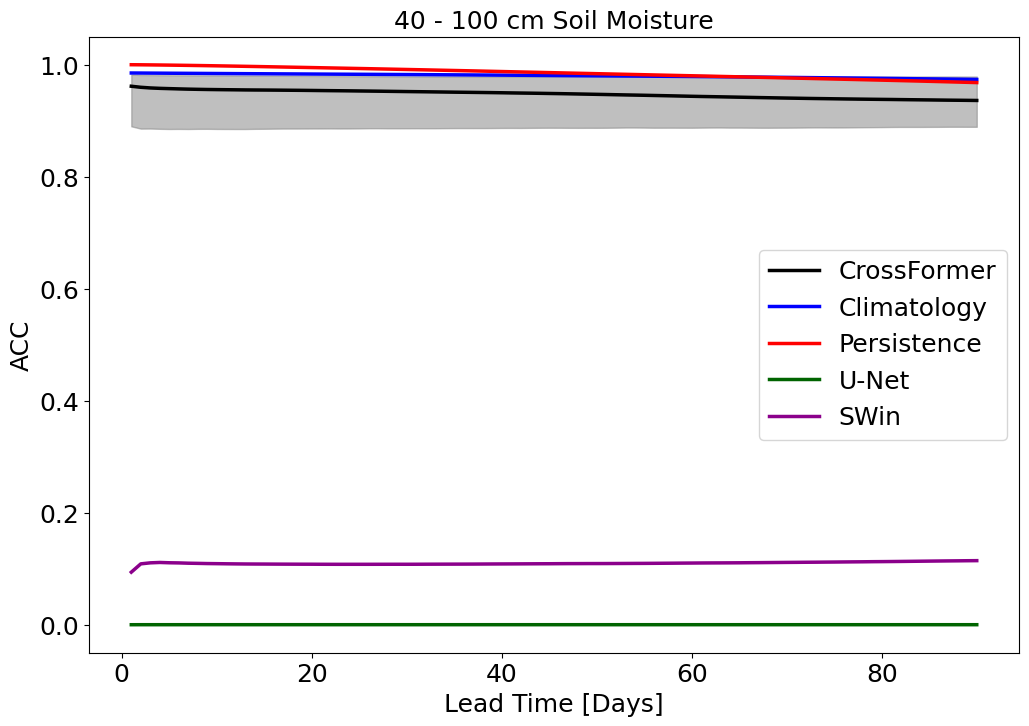 40 - 100 cm Soil Moisture
1.0
0.8
0.6
0.4
0.2
0.0
ACC
CrossFormer
Climatology
Persistence
U-Net
SWin
0 20 40 60 80
Lead Time [Days]